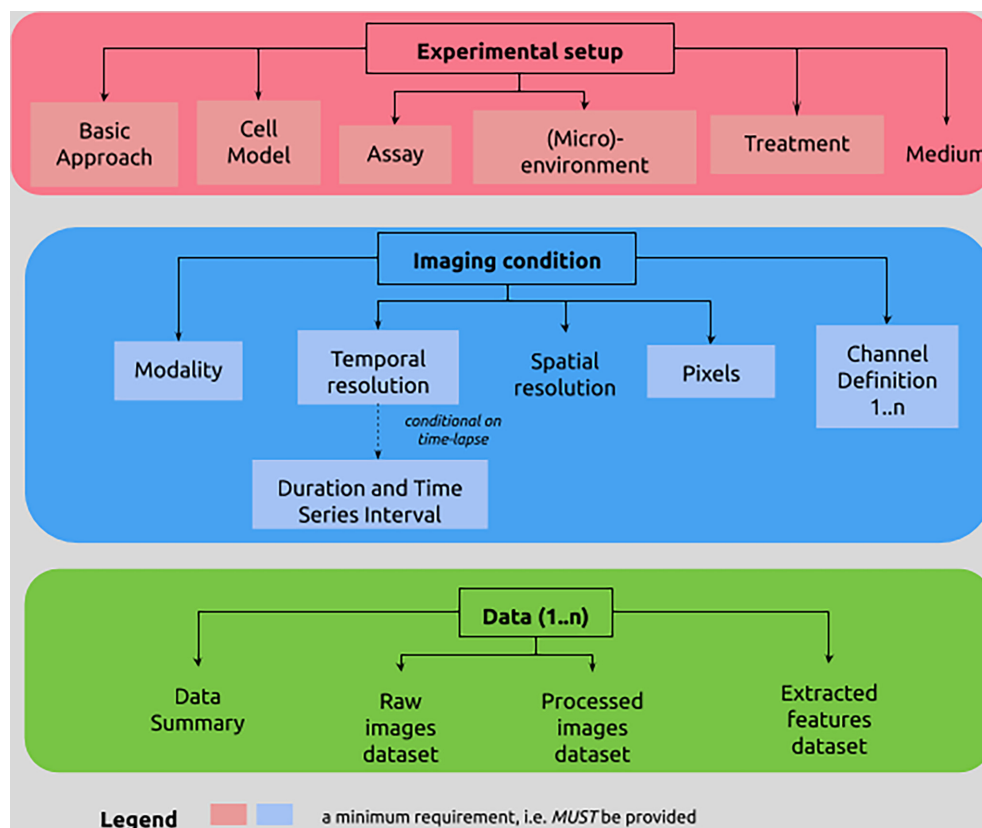 Experimental setup
Basic
Approach
Cell
Model
Assay
(Micro)-
environment
Treatment
Medium
Imaging condition
Modality
Temporal
resolution
Spatial
resolution
Pixels
Channel
Definition
1..n
conditional on
time-lapse
Duration and Time
Series Interval
Data (1..n)
Data
Summary
Raw
images
dataset
Processed
images
dataset
Extracted
features
dataset
Legend a minimum requirement, i.e. MUST be provided